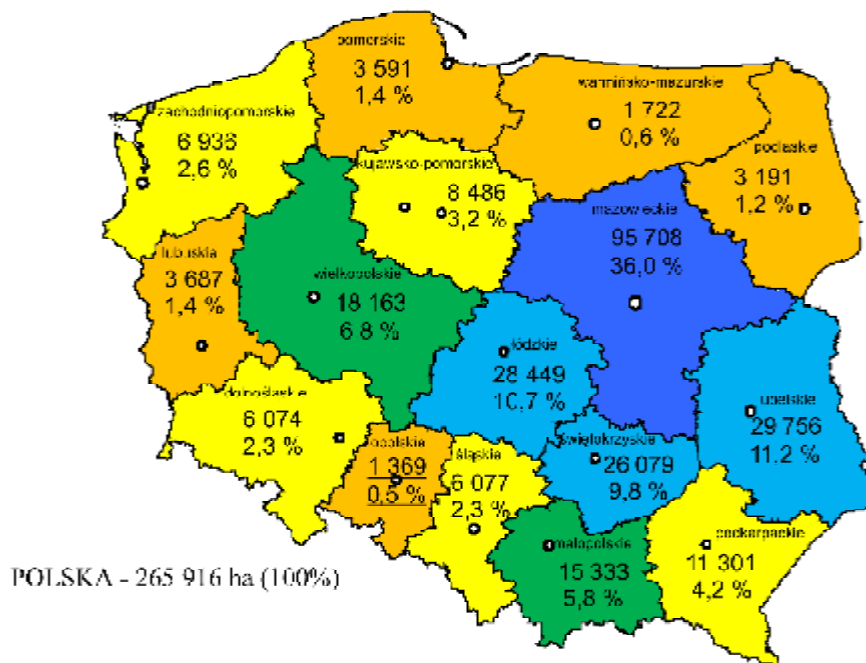 pomorskie
3 591
1,4 %
warmińsko-mazurskie
1 722
0,6 %
podlaskie
3 191
1,2 %
zachodniopomorskie
6 936
2,6 %
kujawsko-pomorskie
8 486
3,2 %
mazowieckie
95 708
36,0 %
lubuskie
3 687
1,4 %
wielkopolskie
18 163
6 8 %
łódzkie
28 449
10,7 %
lubelskie
29 756
11,2 %
dolnośląskie
6 074
2,3 %
opolskie
1 369
0,5 %
śląskie
6 077
2,3 %
świętokrzyskie
26 079
9,8 %
małopolskie
15 333
5,8 %
podkarpackie
11 301
4,2 %
POLSKA - 265 916 ha (100%)